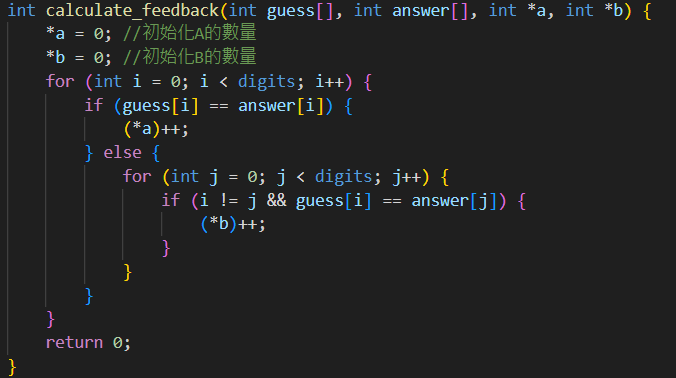 int calculate_feedback(int guess[], int answer[], int *a, int *b) {
    *a = 0; //初始化A的數量
    *b = 0; //初始化B的數量
    for (int i = 0; i < digits; i++) {
        if (guess[i] == answer[i]) {
            (*a)++;
        } else {
            for (int j = 0; j < digits; j++) {
                if (i != j && guess[i] == answer[j]) {
                    (*b)++;
                }
            }
        }
    }
    return 0;
}